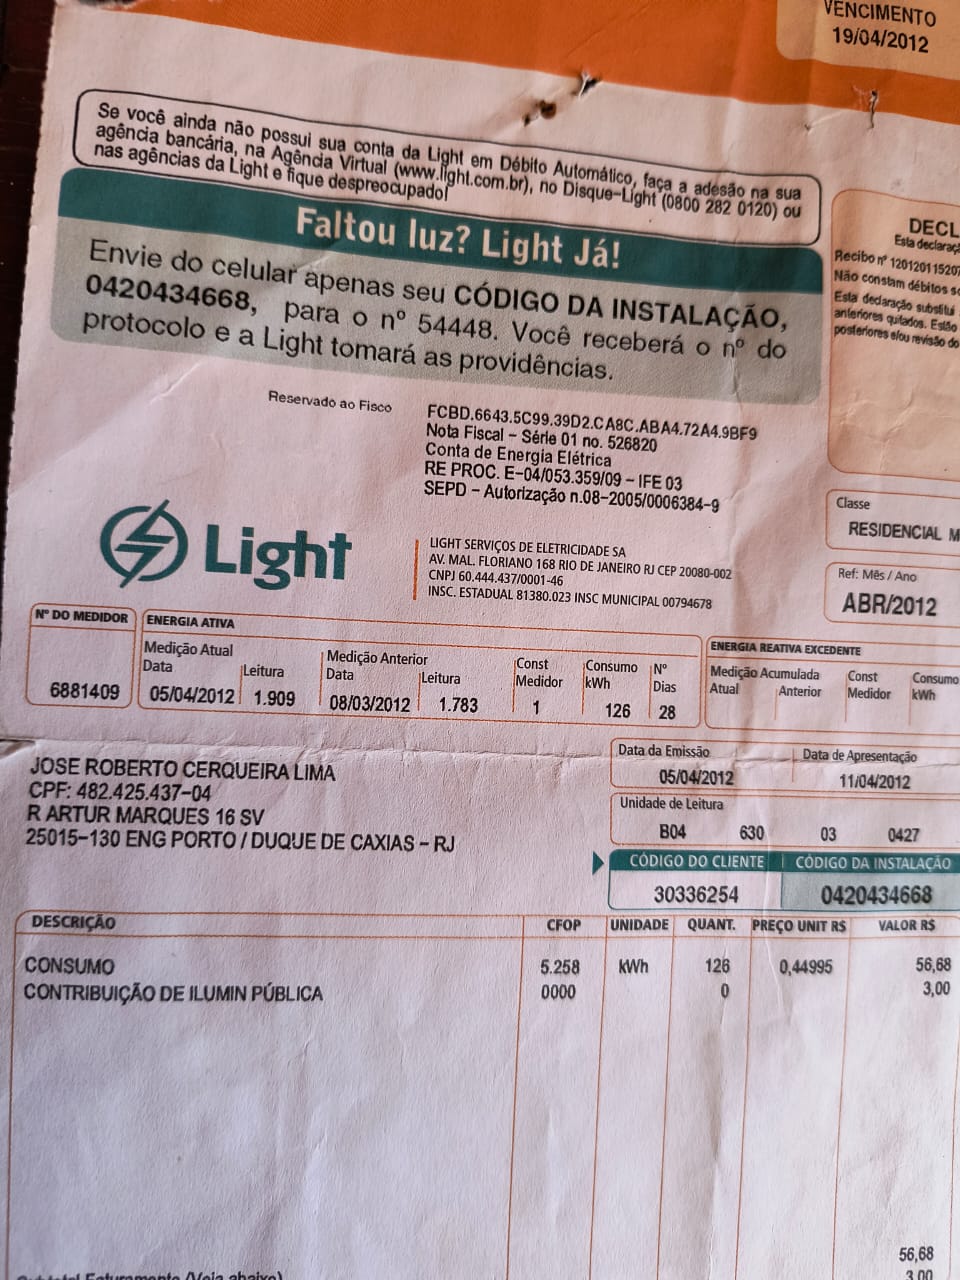 VENCIMENTO
19/04/2012
Se você ainda não possui sua conta da Light em Débito Automático, faça a adesão na sua
agência bancária, na Agência Virtual (www.light.com.br), no Disque-Light (0800 282 0120) ou
nas agências da Light e fique despreocupado!
Faltou luz? Light Já!
Envie do celular apenas seu CÓDIGO DA INSTALAÇÃO,
0420434668, para o nº 54448. Você receberá o nº do
protocolo e a Light tomará as providências.
DECL
Esta declaraç
Recibo nº 120120115207
Não constam débitos
Esta declaração substitui
anteriores quitados. Estão
posteriores e/ou revisão do
Reservado ao Fisco
FCBD.6643.5C99.39D2.CA8C.ABA4.72A4.9BF9
Nota Fiscal – Série 01 no. 526820
Conta de Energia Elétrica
RE PROC. E-04/053.359/09 – IFE 03
SEPD – Autorização n.08-2005/0006384-9
Classe
RESIDENCIAL M
Light
LIGHT SERVIÇOS DE ELETRICIDADE SA
AV. MAL. FLORIANO 168 RIO DE JANEIRO RJ CEP 20080-002
CNPJ 60.444.437/0001-46
INSC. ESTADUAL 81380.023 INSC MUNICIPAL 00794678
Ref: Mês / Ano
ABR/2012
Nº DO MEDIDOR
6881409
ENERGIA ATIVA
Medição Atual Medição Anterior Const Consumo Nº
Data Leitura Data Leitura Medidor kWh Dias
05/04/2012 1.909 08/03/2012 1.783 1 126 28
ENERGIA REATIVA EXCEDENTE
Medição Acumulada Const Consumo
Atual Anterior Medidor kWh
JOSE ROBERTO CERQUEIRA LIMA
CPF: 482.425.437-04
R ARTUR MARQUES 16 SV
25015-130 ENG PORTO / DUQUE DE CAXIAS – RJ
Data da Emissão Data de Apresentação
05/04/2012 11/04/2012
Unidade de Leitura
B04 630 03 0427
CÓDIGO DO CLIENTE CÓDIGO DA INSTALAÇÃO
30336254 0420434668
DESCRIÇÃO CFOP UNIDADE QUANT. PREÇO UNIT R$ VALOR R$
CONSUMO 5.258 kWh 126 0,44995 56,68
CONTRIBUIÇÃO DE ILUMIN PÚBLICA 0000 0 3,00
56,68
Faturamento (Veja abaixo) 3,00